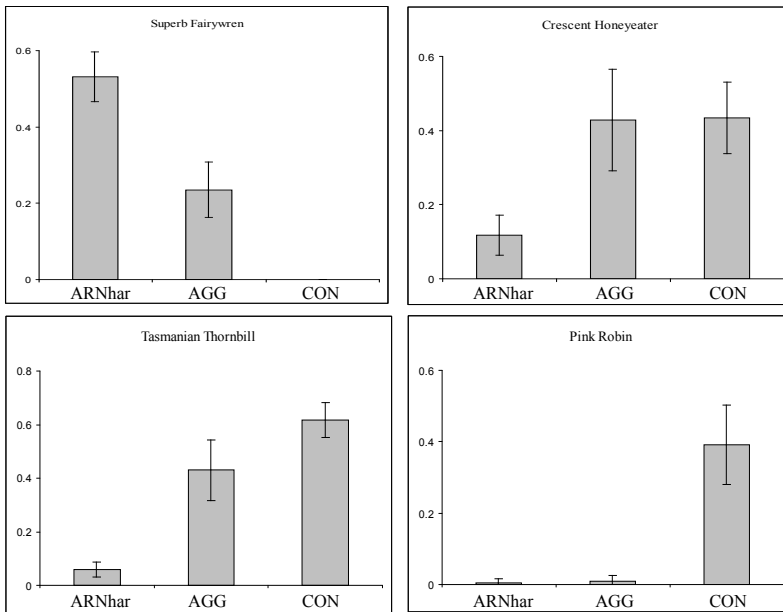 Superb Fairywren
0.6
0.4
0.2
0
ARNhar AGG CON
Crescent Honeyeater
0.6
0.4
0.2
0
ARNhar AGG CON
Tasmanian Thornbill
0.8
0.6
0.4
0.2
0
ARNhar AGG CON
Pink Robin
0.6
0.4
0.2
0
ARNhar AGG CON